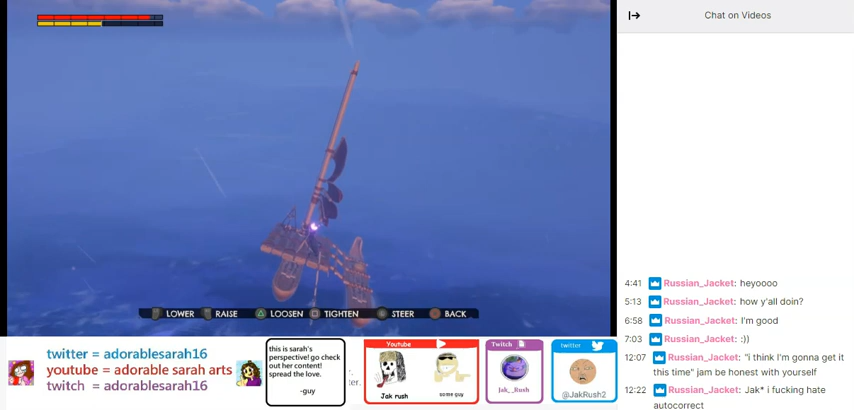 Chat on Videos
LOWER RAISE LOOSEN TIGHTEN STEER BACK
4:41 Russian_Jacket: heyoooo
5:13 Russian_Jacket: how y'all doin?
6:58 Russian_Jacket: I'm good
7:03 Russian_Jacket: :))
12:07 Russian_Jacket: "i think I'm gonna get it
this time" jam be honest with yourself
12:22 Russian_Jacket: Jak* i fucking hate
autocorrect
twitter = adorablesarah16
youtube = adorable sarah arts
twitch = adorablesarah16
this is sarah's
perspective! go check
out her content!
spread the love.
-guy
ter.
Youtube
Jak rush
some guy
Twitch
Jak,_Rush
twitter
@JakRush2